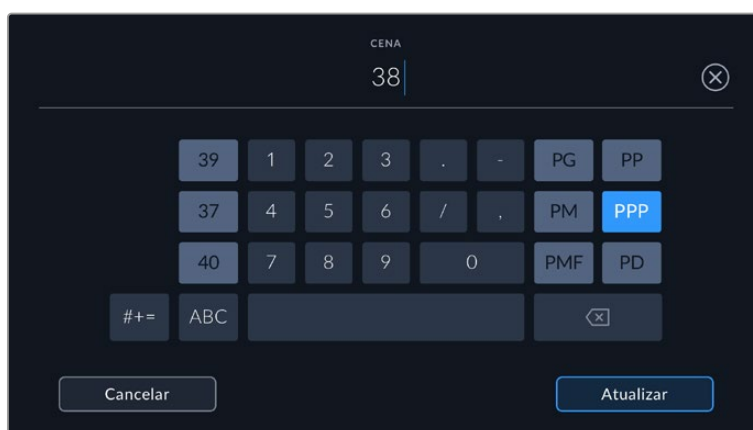 CENA
38
39 1 2 3 . - PG PP
37 4 5 6 / , PM PPP
40 7 8 9 0 PMF PD
#+= ABC
Cancelar Atualizar